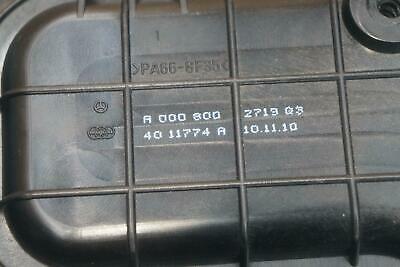 >PA66-GF35<
A 000 800 2719 Q3
40 11774 A 10.11.10